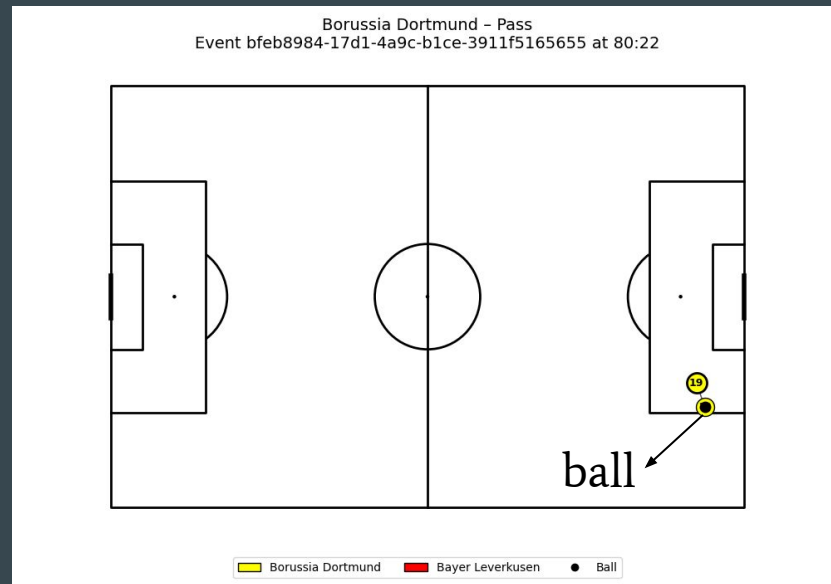 Borussia Dortmund – Pass
Event bfeb8984-17d1-4a9c-b1ce-3911f5165655 at 80:22
19
ball
Borussia Dortmund Bayer Leverkusen Ball